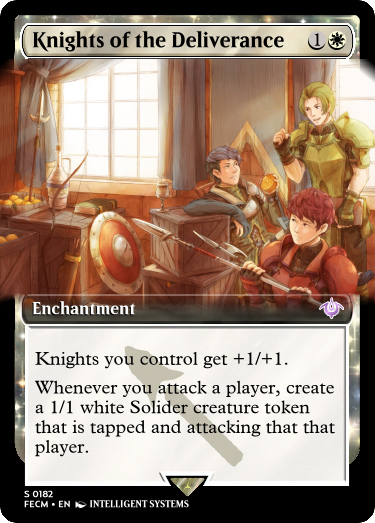 Knights of the Deliverance 1
Enchantment
Knights you control get +1/+1.
Whenever you attack a player, create
a 1/1 white Solider creature token
that is tapped and attacking that that
player.
S 0182
FECM • EN INTELLIGENT SYSTEMS